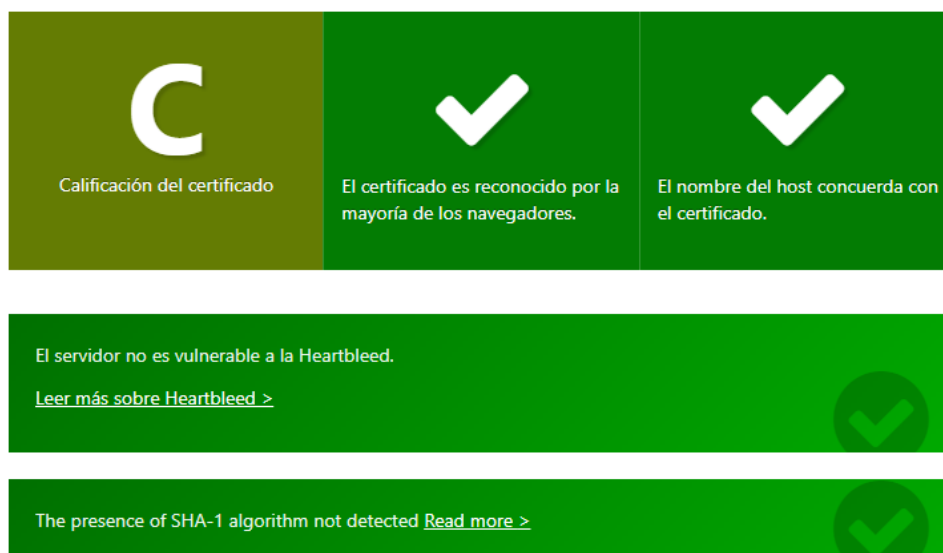 C
Calificación del certificado
El certificado es reconocido por la
mayoría de los navegadores.
El nombre del host concuerda con
el certificado.
El servidor no es vulnerable a la Heartbleed.
Leer más sobre Heartbleed >
The presence of SHA-1 algorithm not detected Read more >